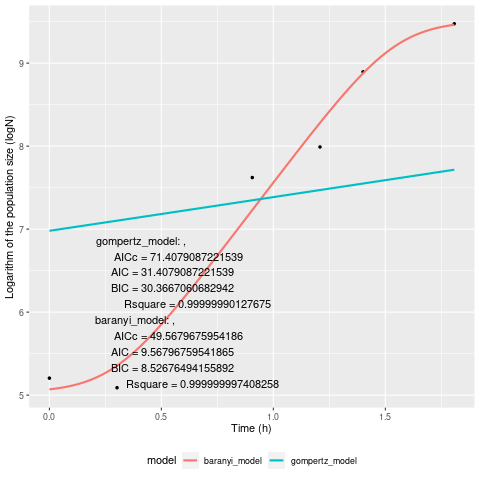 Logarithm of the population size (logN)
9
8
7
6
5
gompertz_model: ,
AICc = 71.4079087221539
AIC = 31.4079087221539
BIC = 30.3667060682942
Rsquare = 0.99999990127675
baranyi_model: ,
AICc = 49.5679675954186
AIC = 9.56796759541865
BIC = 8.52676494155892
Rsquare = 0.999999997408258
0.0 0.5 1.0 1.5
Time (h)
model baranyi_model gompertz_model